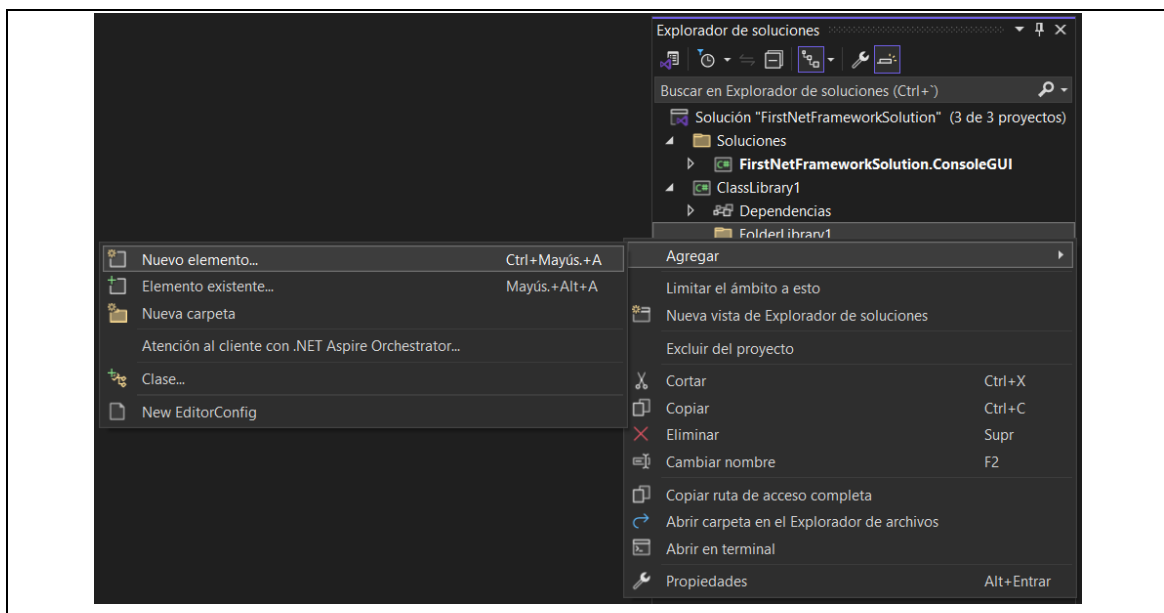 Explorador de soluciones
Buscar en Explorador de soluciones (Ctrl+`)
Solución "FirstNetFrameworkSolution" (3 de 3 proyectos)
Soluciones
C# FirstNetFrameworkSolution.ConsoleGUI
C# ClassLibrary1
Dependencias
FolderLibrary1
Nuevo elemento... Ctrl+Mayús.+A
Elemento existente... Mayús.+Alt+A
Nueva carpeta
Atención al cliente con .NET Aspire Orchestrator...
Clase...
New EditorConfig
Agregar
Limitar el ámbito a esto
Nueva vista de Explorador de soluciones
Excluir del proyecto
Cortar Ctrl+X
Copiar Ctrl+C
Eliminar Supr
Cambiar nombre F2
Copiar ruta de acceso completa
Abrir carpeta en el Explorador de archivos
Abrir en terminal
Propiedades Alt+Entrar